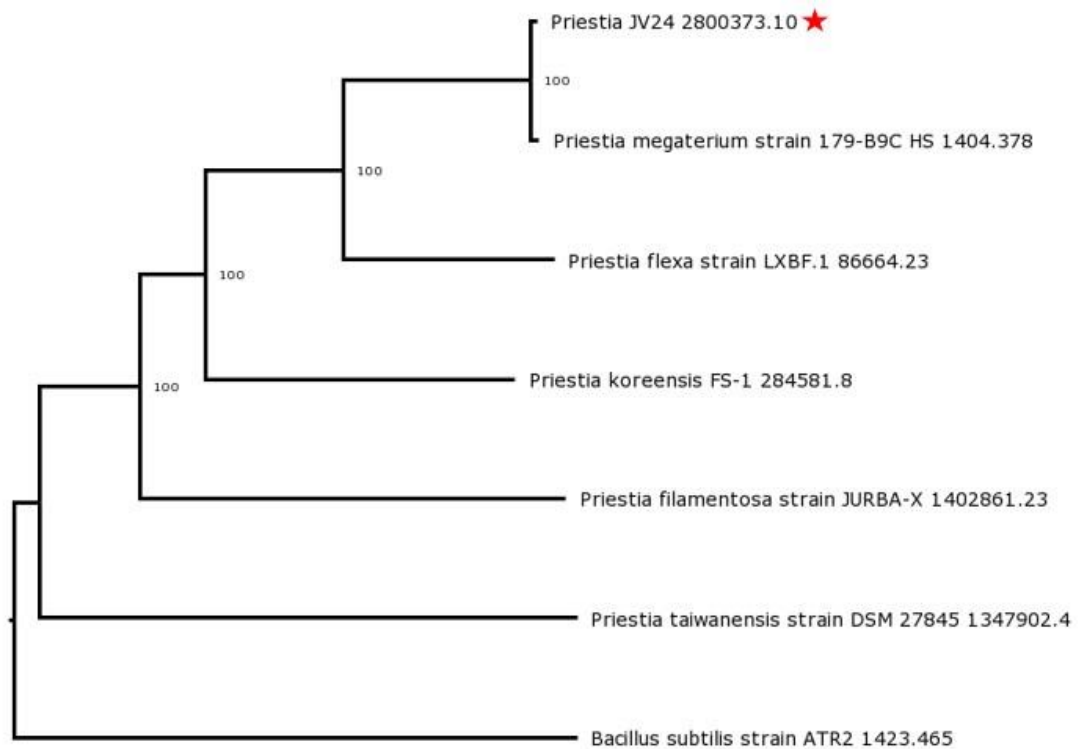 Priestia JV24 2800373.10
100
Priestia megaterium strain 179-B9C HS 1404.378
100
Priestia flexa strain LXBF.1 86664.23
100
Priestia koreensis FS-1 284581.8
100
Priestia filamentosa strain JURBA-X 1402861.23
Priestia taiwanensis strain DSM 27845 1347902.4
Bacillus subtilis strain ATR2 1423.465